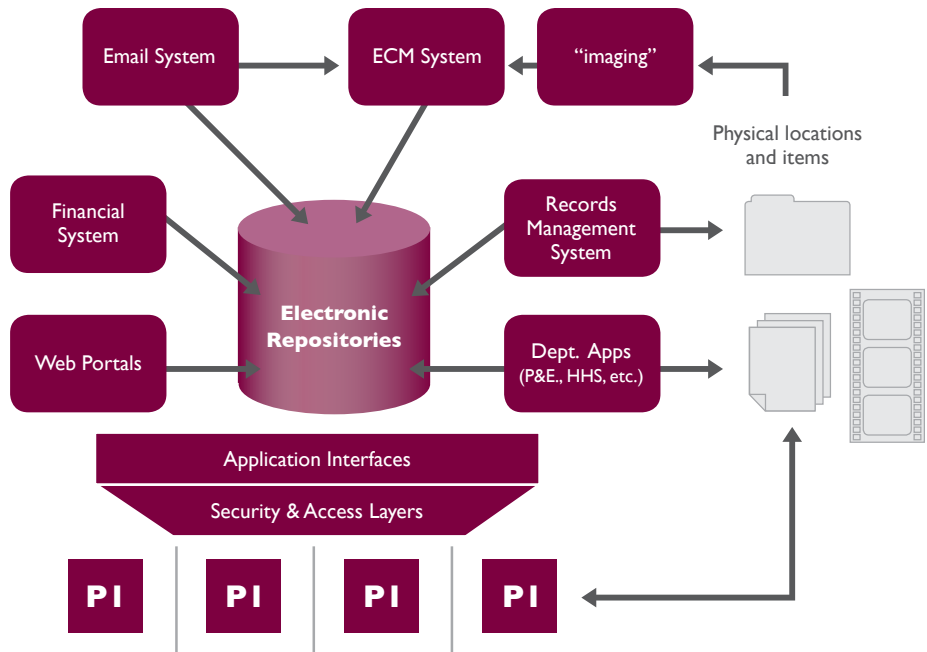 Email System
ECM System
“imaging”
Physical locations
and items
Financial
System
Records
Management
System
Electronic
Repositories
Web Portals
Dept. Apps
(P&E., HHS, etc.)
Application Interfaces
Security & Access Layers
PI
PI
PI
PI